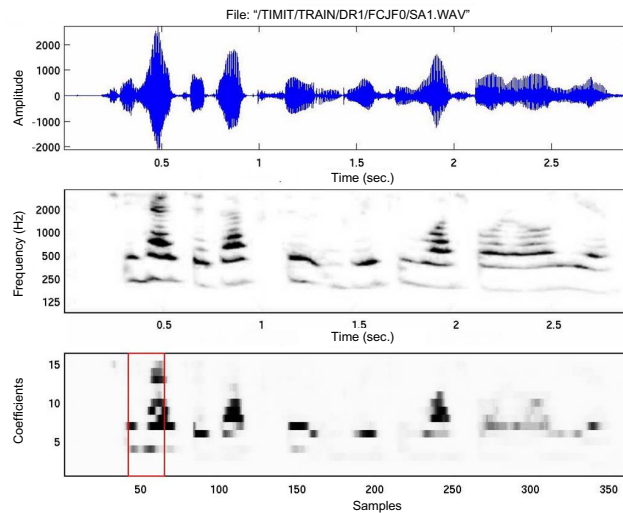 File: "/TIMIT/TRAIN/DR1/FCJF0/SA1.WAV"
Amplitude
2000
1000
0
-1000
-2000
0.5 1 1.5 2 2.5
Time (sec.)
Frequency (Hz)
2000
1000
500
250
125
0.5 1 1.5 2 2.5
Time (sec.)
Coefficients
15
10
5
50 100 150 200 250 300 350
Samples